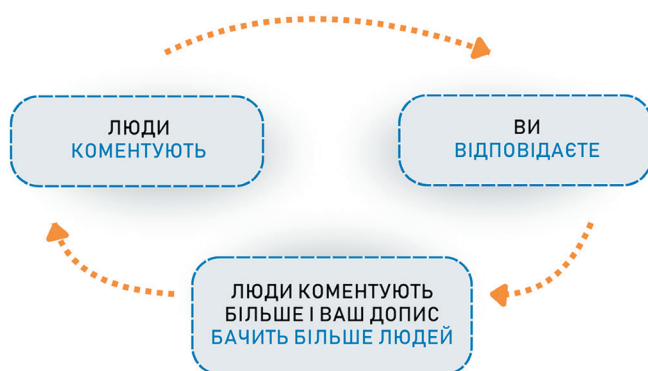 ЛЮДИ
КОМЕНТУЮТЬ
ВИ
ВІДПОВІДАЄТЕ
ЛЮДИ КОМЕНТУЮТЬ
БІЛЬШЕ І ВАШ ДОПИС
БАЧИТЬ БІЛЬШЕ ЛЮДЕЙ